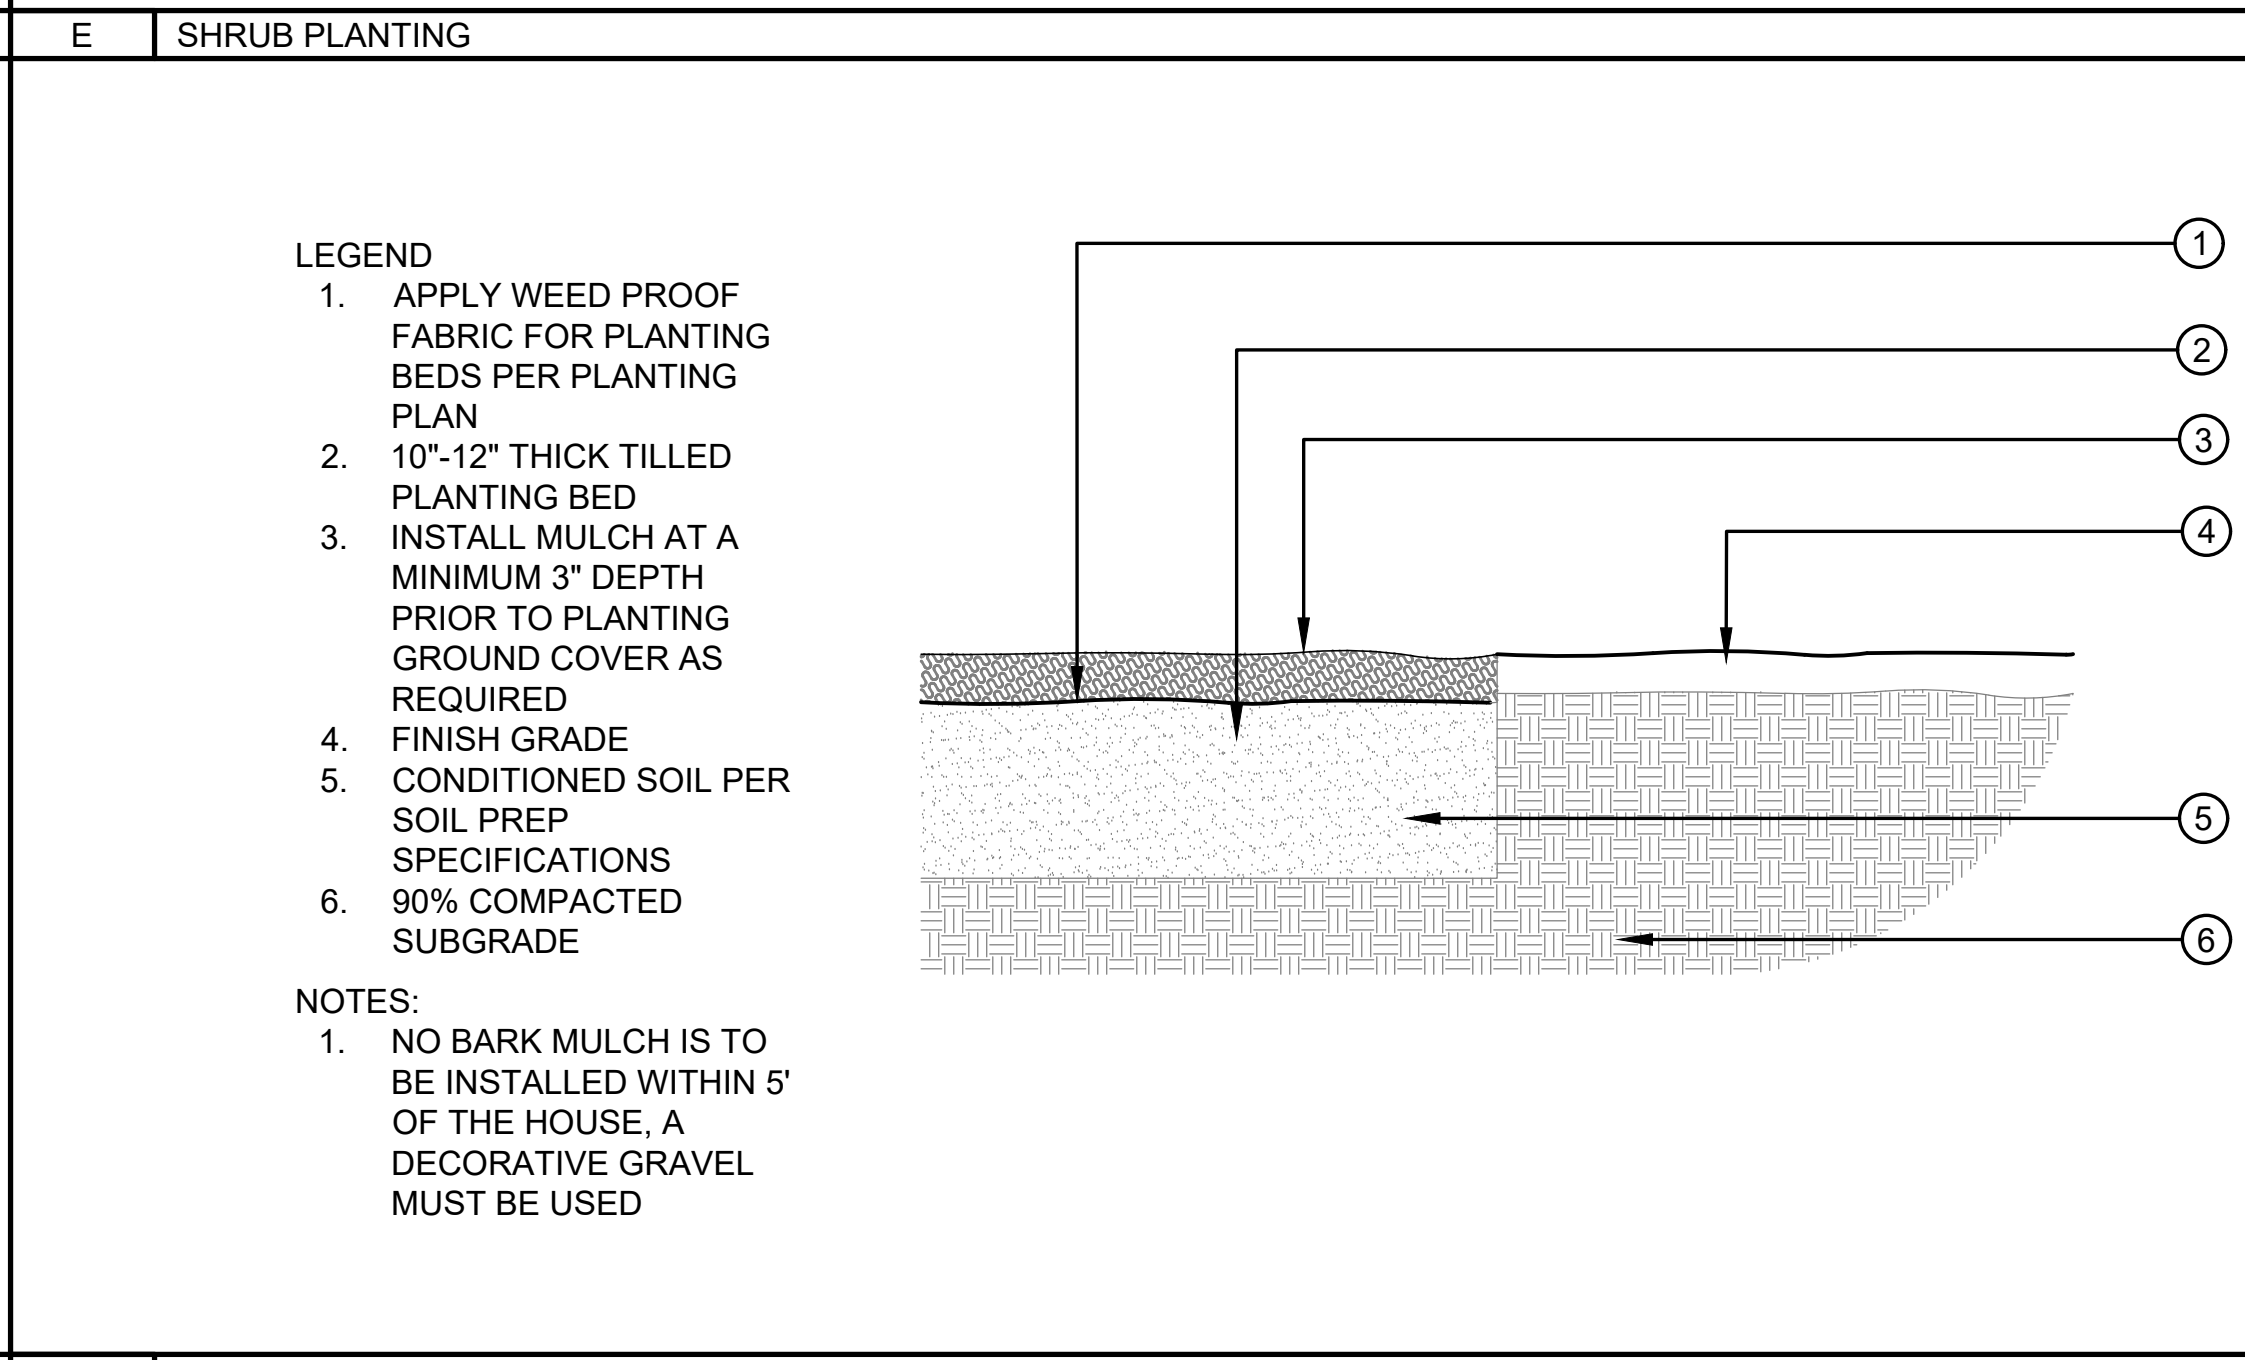 E
SHRUB PLANTING
LEGEND
1. APPLY WEED PROOF
FABRIC FOR PLANTING
BEDS PER PLANTING
PLAN
2. 10"-12" THICK TILLED
PLANTING BED
3. INSTALL MULCH AT A
MINIMUM 3" DEPTH
PRIOR TO PLANTING
GROUND COVER AS
REQUIRED
4. FINISH GRADE
5. CONDITIONED SOIL PER
SOIL PREP
SPECIFICATIONS
6. 90% COMPACTED
SUBGRADE
NOTES:
1. NO BARK MULCH IS TO
BE INSTALLED WITHIN 5'
OF THE HOUSE, A
DECORATIVE GRAVEL
MUST BE USED
1
2
3
4
5
6